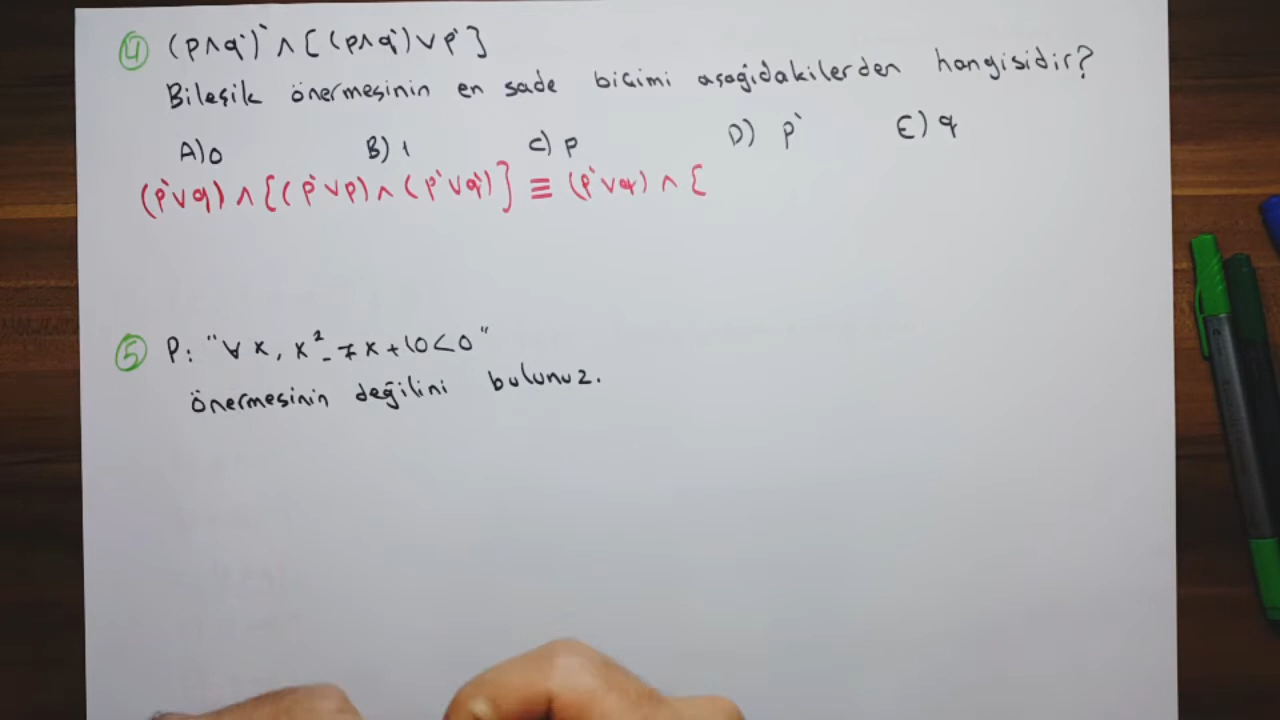 4 (p∧q')' ∧ [(p∧q') ∨ p']
Bileşik önermesinin en sade biçimi aşağıdakilerden hangisidir?
A) 0 B) 1 C) p D) p' E) q
(p'∨q) ∧ [(p'∨p) ∧ (p'∨q')] ≡ (p'∨q) ∧ [
5 P: "∀x, x²-7x+10<0"
önermesinin değilini bulunuz.